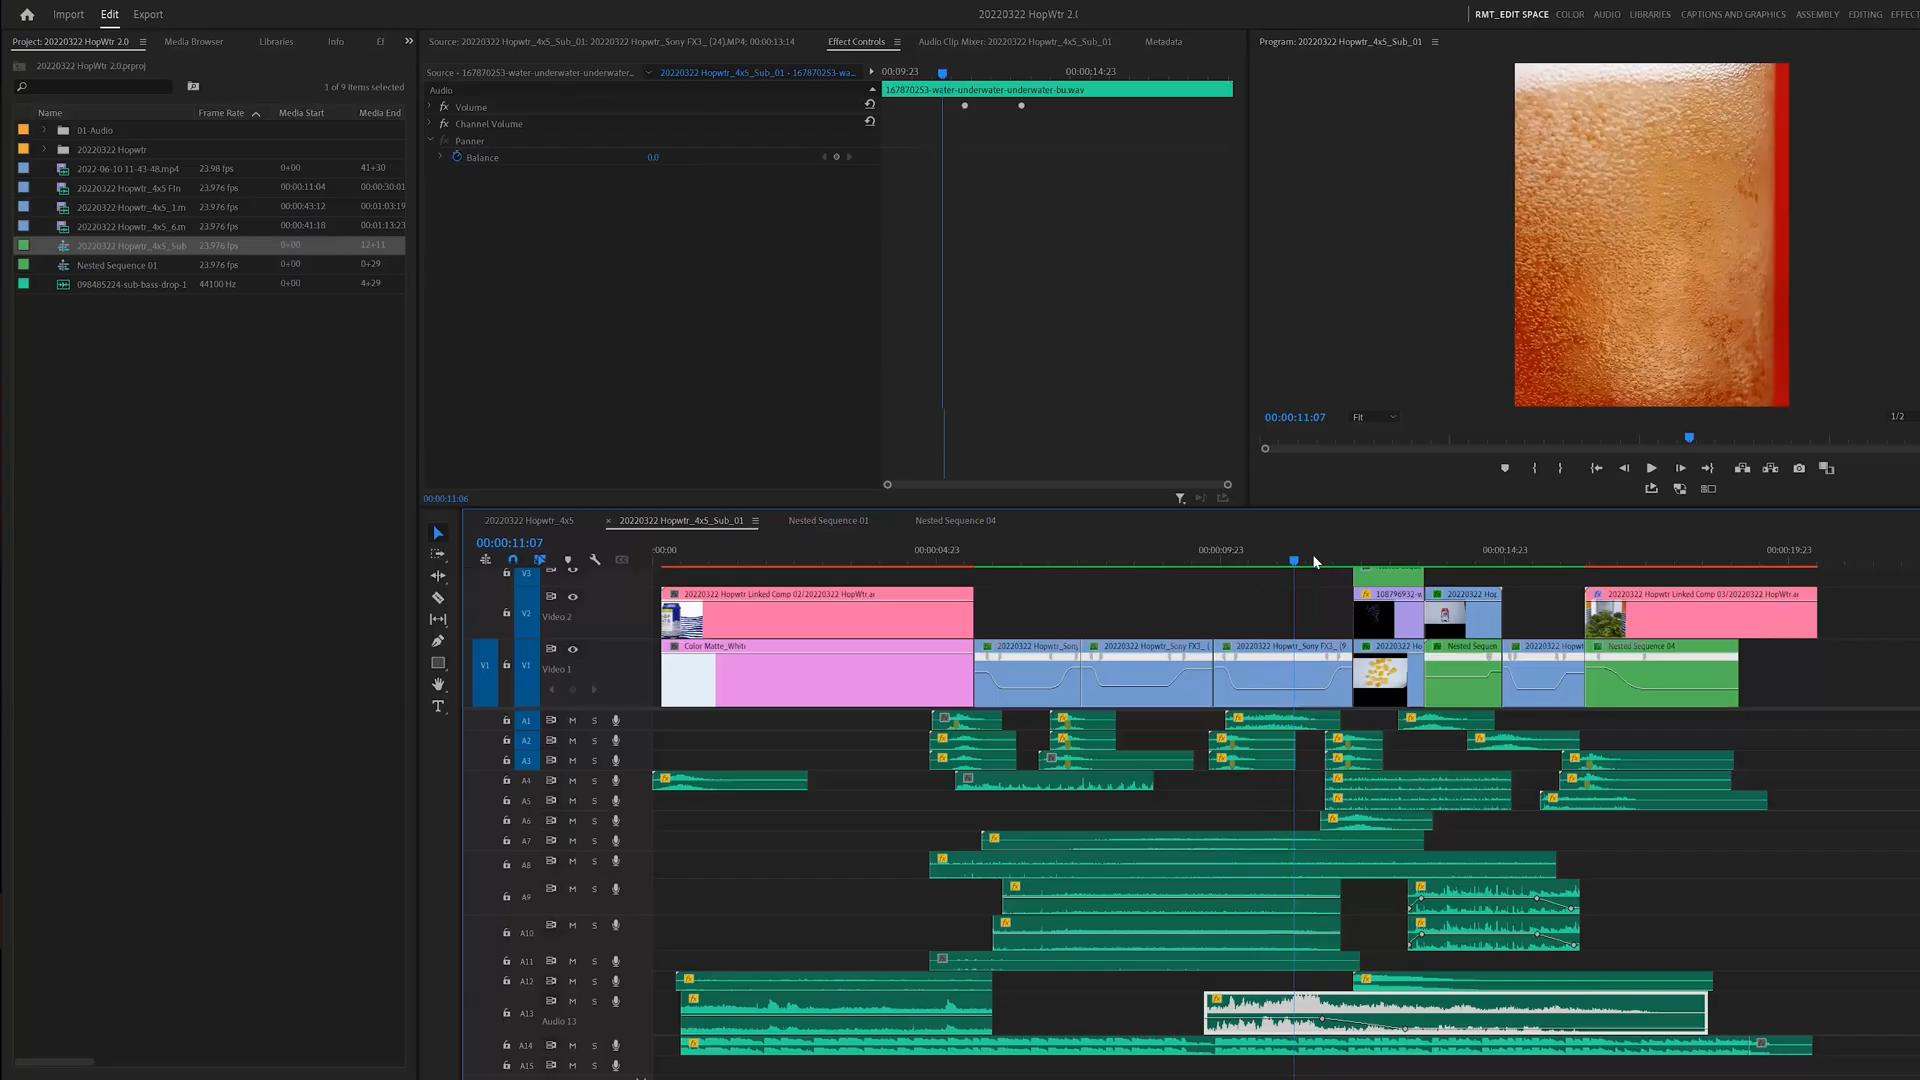 Import Edit Export
20220322 HopWtr 2.0
RMT_EDIT SPACE COLOR AUDIO LIBRARIES CAPTIONS AND GRAPHICS ASSEMBLY EDITING EFFECT
Project: 20220322 HopWtr 2.0 Media Browser Libraries Info Ef
Source: 20220322 Hopwtr_4x5_Sub_01: 20220322 Hopwtr_Sony FX3_ (24).MP4: 00:00:13:14 Effect Controls Audio Clip Mixer: 20220322 Hopwtr_4x5_Sub_01 Metadata
Program: 20220322 Hopwtr_4x5_Sub_01
20220322 HopWtr 2.0.prproj
1 of 9 items selected
Name Frame Rate Media Start Media End
01-Audio
20220322 Hopwtr
2022-06-10 11-43-48.mp4 23.98 fps 0+00 41+30
20220322 Hopwtr_4x5 FIn 23.976 fps 00:00:11:04 00:00:30:01
20220322 Hopwtr_4x5_1.m 23.976 fps 00:00:43:12 00:01:03:19
20220322 Hopwtr_4x5_6.m 23.976 fps 00:00:41:18 00:01:13:23
20220322 Hopwtr_4x5_Sub 23.976 fps 0+00 12+11
Nested Sequence 01 23.976 fps 0+00 0+29
098485224-sub-bass-drop-1 44100 Hz 0+00 4+29
Source • 167870253-water-underwater-underwater... 20220322 Hopwtr_4x5_Sub_01 • 167870253-wa...
00:09:23 00:00:14:23
Audio
167870253-water-underwater-underwater-bu.wav
fx Volume
fx Channel Volume
fx Panner
Balance 0.0
00:00:11:06
00:00:11:07 Fit 1/2
20220322 Hopwtr_4x5 20220322 Hopwtr_4x5_Sub_01 Nested Sequence 01 Nested Sequence 04
00:00:11:07
:00:00 00:00:04:23 00:00:09:23 00:00:14:23 00:00:19:23
V3
20220322 Hopwtr Linked Comp 02/20220322 HopWtr.ae 108796932-w 20220322 Hop 20220322 Hopwtr Linked Comp 03/20220322 HopWtr.ae
V2 Video 2
Color Matte_White 20220322 Hopwtr_Sony 20220322 Hopwtr_Sony FX3_ ( 20220322 Hopwtr_Sony FX3_ (9 20220322 Ho Nested Sequen 20220322 Hopwt Nested Sequence 04
V1 V1 Video 1
A1 M S
A2 M S
A3 M S
A4 M S
A5 M S
A6 M S
A7 M S
A8 M S
A9 M S
A10 M S
A11 M S
A12 M S
A13 M S
Audio 13
A14 M S
A15 M S